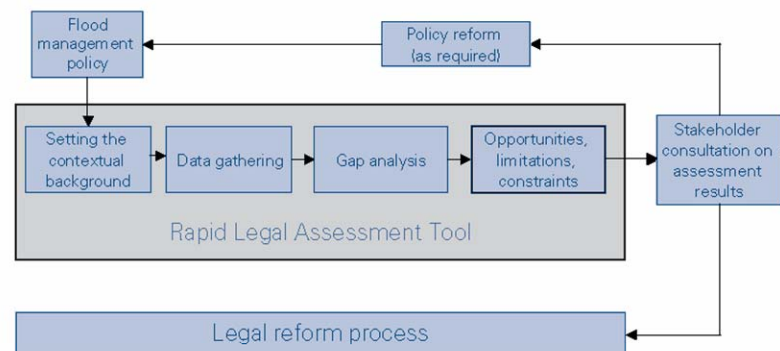 Flood
management
policy
Policy reform
(as required)
Setting the
contextual
background
Data gathering
Gap analysis
Opportunities,
limitations,
constraints
Stakeholder
consultation on
assessment
results
Rapid Legal Assessment Tool
Legal reform process